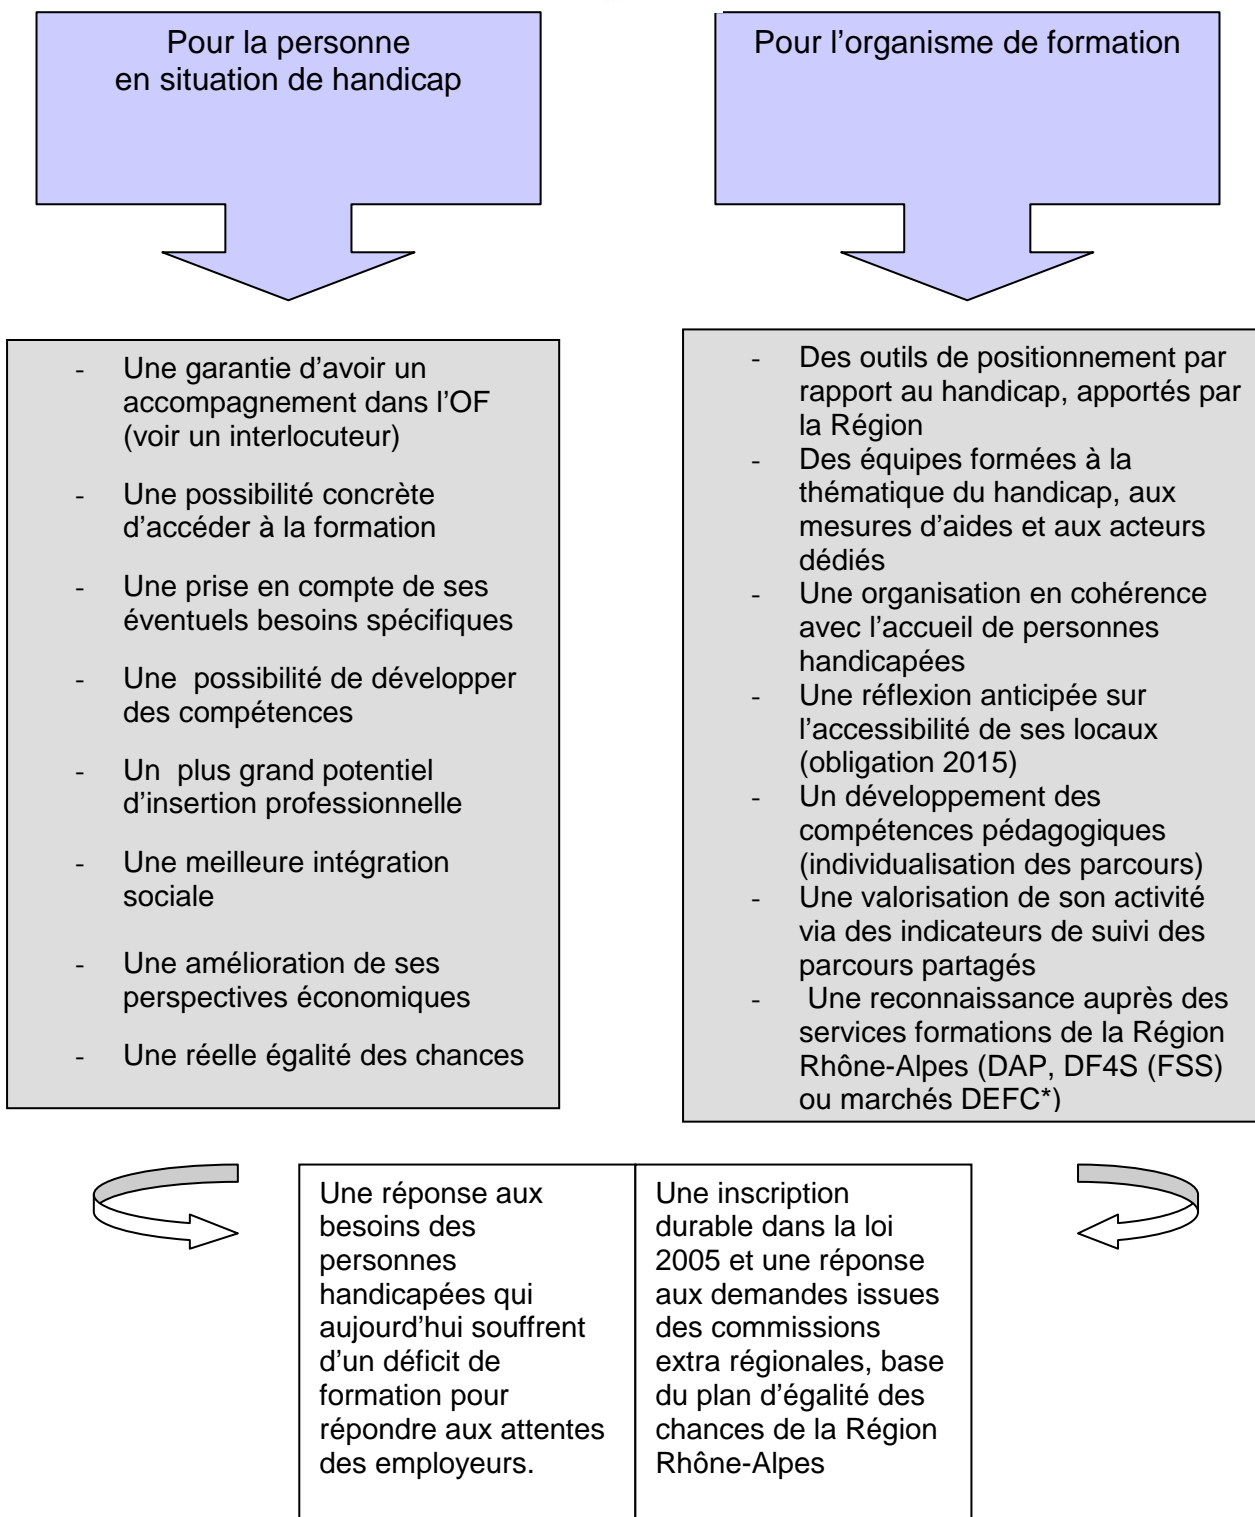 Pour la personne
en situation de handicap
Pour l'organisme de formation
- Une garantie d'avoir un
accompagnement dans l'OF
(voir un interlocuteur)
- Une possibilité concrète
d'accéder à la formation
- Une prise en compte de ses
éventuels besoins spécifiques
- Une possibilité de développer
des compétences
- Un plus grand potentiel
d'insertion professionnelle
- Une meilleure intégration
sociale
- Une amélioration de ses
perspectives économiques
- Une réelle égalité des chances
- Des outils de positionnement par
rapport au handicap, apportés par
la Région
- Des équipes formées à la
thématique du handicap, aux
mesures d'aides et aux acteurs
dédiés
- Une organisation en cohérence
avec l'accueil de personnes
handicapées
- Une réflexion anticipée sur
l'accessibilité de ses locaux
(obligation 2015)
- Un développement des
compétences pédagogiques
(individualisation des parcours)
- Une valorisation de son activité
via des indicateurs de suivi des
parcours partagés
- Une reconnaissance auprès des
services formations de la Région
Rhône-Alpes (DAP, DF4S (FSS)
ou marchés DEFC*)
Une réponse aux
besoins des
personnes
handicapées qui
aujourd'hui souffrent
d'un déficit de
formation pour
répondre aux attentes
des employeurs.
Une inscription
durable dans la loi
2005 et une réponse
aux demandes issues
des commissions
extra régionales, base
du plan d'égalité des
chances de la Région
Rhône-Alpes